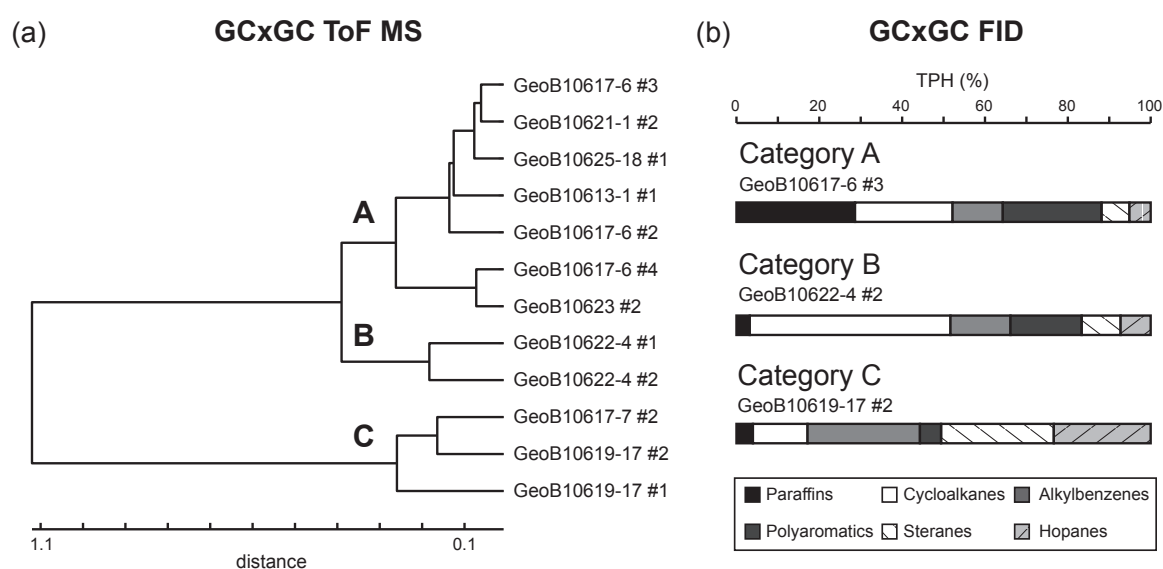 (a)
GCxGC ToF MS
GeoB10617-6 #3
GeoB10621-1 #2
GeoB10625-18 #1
GeoB10613-1 #1
GeoB10617-6 #2
GeoB10617-6 #4
GeoB10623 #2
GeoB10622-4 #1
GeoB10622-4 #2
GeoB10617-7 #2
GeoB10619-17 #2
GeoB10619-17 #1
A
B
C
1.1
0.1
distance
(b)
GCxGC FID
TPH (%)
0 20 40 60 80 100
Category A
GeoB10617-6 #3
Category B
GeoB10622-4 #2
Category C
GeoB10619-17 #2
Paraffins Cycloalkanes Alkylbenzenes
Polyaromatics Steranes Hopanes